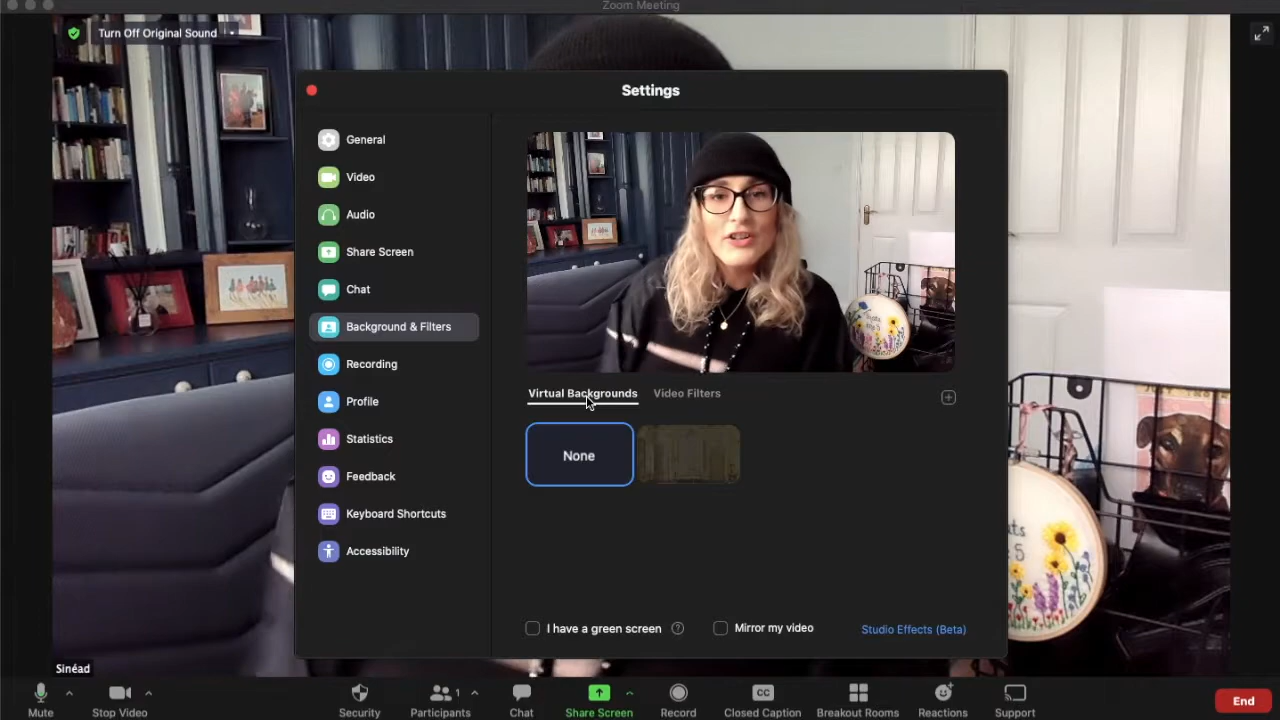 Zoom Meeting
Turn Off Original Sound
Settings
General
Video
Audio
Share Screen
Chat
Background & Filters
Recording
Profile
Statistics
Feedback
Keyboard Shortcuts
Accessibility
Virtual Backgrounds Video Filters
None
I have a green screen ? Mirror my video Studio Effects (Beta)
Sinéad
1
CC
Mute Stop Video Security Participants Chat Share Screen Record Closed Caption Breakout Rooms Reactions Support End